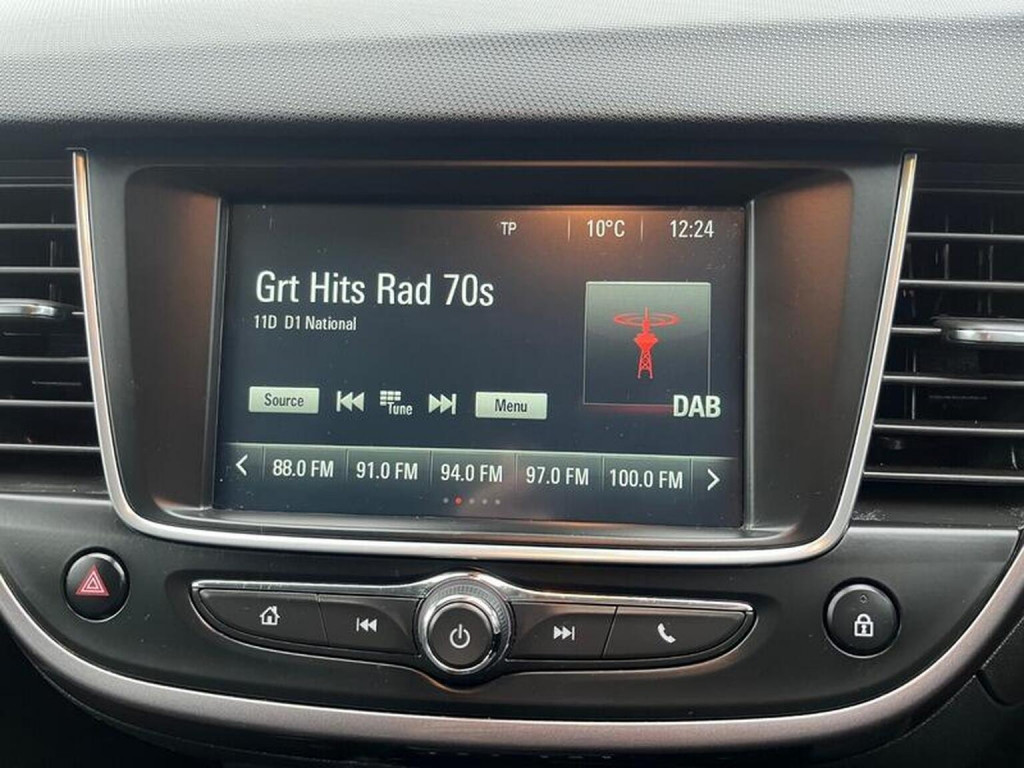 TP 10°C 12:24
Grt Hits Rad 70s
11D D1 National
Source Tune Menu
DAB
88.0 FM 91.0 FM 94.0 FM 97.0 FM 100.0 FM